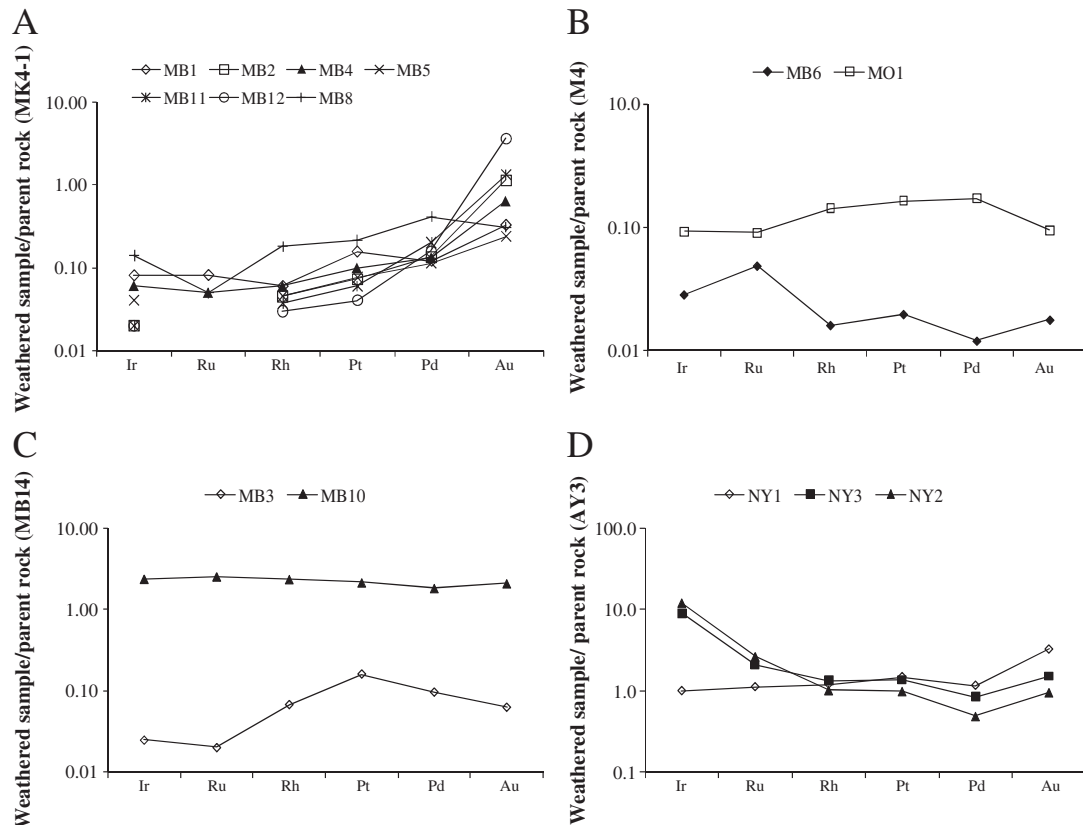 A
Weathered sample/parent rock (MK4-1)
MB1 MB2 MB4 MB5
MB11 MB12 MB8
10.00
1.00
0.10
0.01
Ir Ru Rh Pt Pd Au
B
Weathered sample/parent rock (M4)
MB6 MO1
10.0
0.10
0.01
Ir Ru Rh Pt Pd Au
C
Weathered sample/parent rock (MB14)
MB3 MB10
10.00
1.00
0.10
0.01
Ir Ru Rh Pt Pd Au
D
Weathered sample/ parent rock (AY3)
NY1 NY3 NY2
100.0
10.0
1.0
0.1
Ir Ru Rh Pt Pd Au